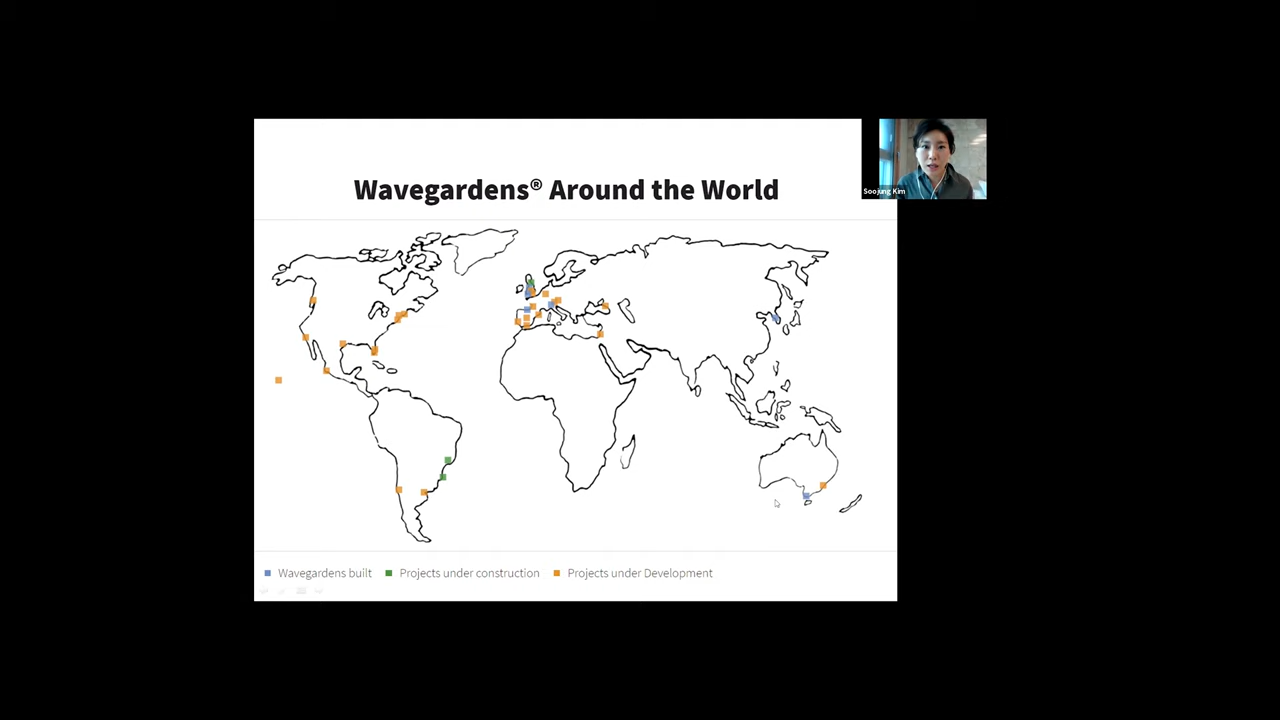 Wavegardens® Around the World
Soojung Kim
Wavegardens built
Projects under construction
Projects under Development